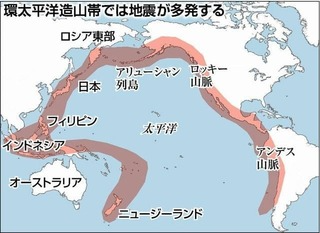 環太平洋造山帯では地震が多発する
ロシア東部
アリューシャン
列島
ロッキー
山脈
日本
フィリピン
太平洋
インドネシア
アンデス
山脈
オーストラリア
ニュージーランド